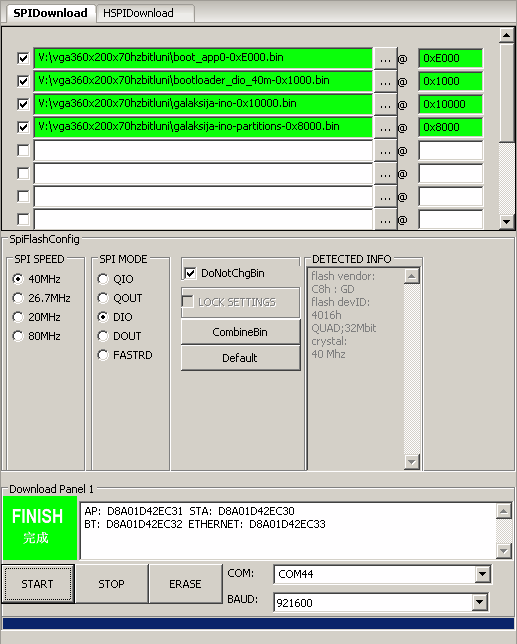 SPIDownload HSPIDownload
V:\vga360x200x70hzbitluni\boot_app0-0xE000.bin ... @ 0xE000
V:\vga360x200x70hzbitluni\bootloader_dio_40m-0x1000.bin ... @ 0x1000
V:\vga360x200x70hzbitluni\galaksija-ino-0x10000.bin ... @ 0x10000
V:\vga360x200x70hzbitluni\galaksija-ino-partitions-0x8000.bin ... @ 0x8000
... @
... @
... @
... @
SpiFlashConfig
SPI SPEED
40MHz
26.7MHz
20MHz
80MHz
SPI MODE
QIO
QOUT
DIO
DOUT
FASTRD
DoNotChgBin
LOCK SETTINGS
CombineBin
Default
DETECTED INFO
flash vendor:
C8h : GD
flash devID:
4016h
QUAD;32Mbit
crystal:
40 Mhz
Download Panel 1
FINISH
完成
AP: D8A01D42EC31 STA: D8A01D42EC30
BT: D8A01D42EC32 ETHERNET: D8A01D42EC33
START STOP ERASE
COM: COM44
BAUD: 921600